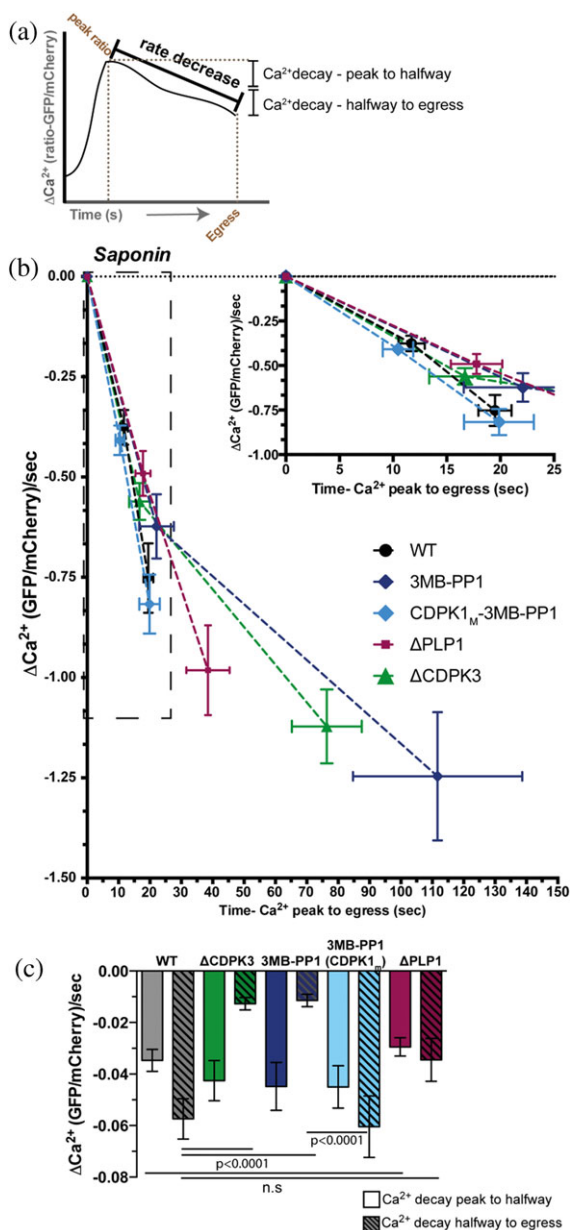 (a)
peak ratio
rate decrease
Ca²⁺decay - peak to halfway
Ca²⁺decay - halfway to egress
ΔCa²⁺ (ratio-GFP/mCherry)
Time (s)
Egress
(b)
Saponin
0.00
-0.25
-0.50
-0.75
-1.00
-1.25
-1.50
ΔCa²⁺ (GFP/mCherry)/sec
0 10 20 30 40 50 60 70 80 90 100 110 120 130 140 150
Time- Ca²⁺ peak to egress (sec)
0.00
-0.25
-0.50
-0.75
-1.00
ΔCa²⁺ (GFP/mCherry)/sec
0 5 10 15 20 25
Time- Ca²⁺ peak to egress (sec)
WT
3MB-PP1
CDPK1M-3MB-PP1
ΔPLP1
ΔCDPK3
(c)
WT ΔCDPK3 3MB-PP1 3MB-PP1 (CDPK1m) ΔPLP1
0.00
-0.02
-0.04
-0.06
-0.08
ΔCa²⁺ (GFP/mCherry)/sec
p<0.0001
p<0.0001
n.s
Ca²⁺ decay peak to halfway
Ca²⁺ decay halfway to egress